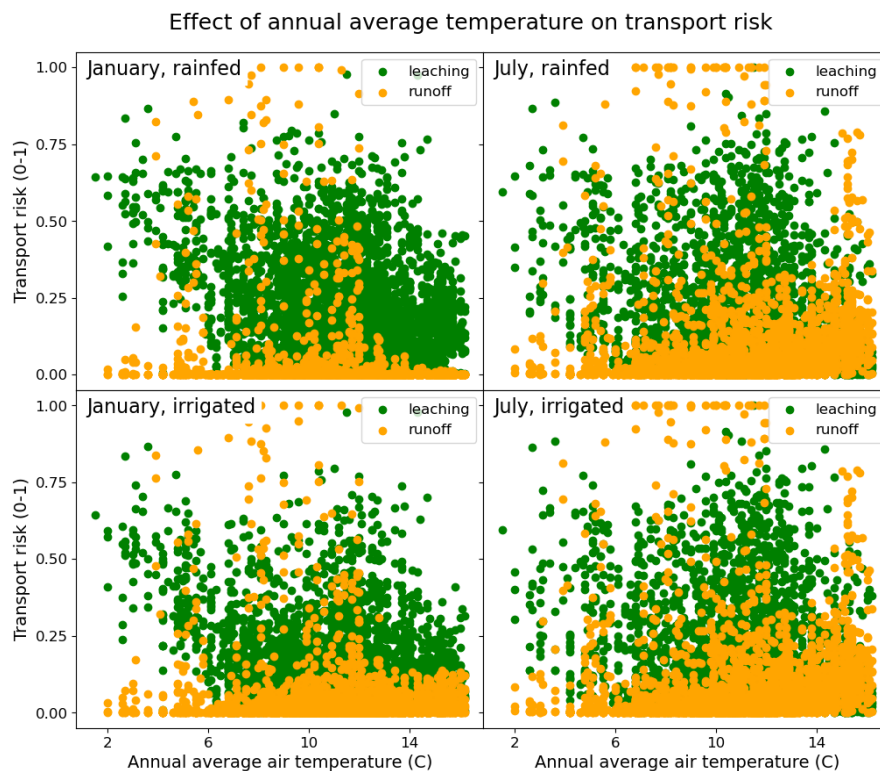 Effect of annual average temperature on transport risk
January, rainfed
leaching
runoff
July, rainfed
leaching
runoff
1.00
0.75
0.50
0.25
0.00
Transport risk (0-1)
January, irrigated
leaching
runoff
July, irrigated
leaching
runoff
1.00
0.75
0.50
0.25
0.00
Transport risk (0-1)
2 6 10 14
2 6 10 14
Annual average air temperature (C)
Annual average air temperature (C)